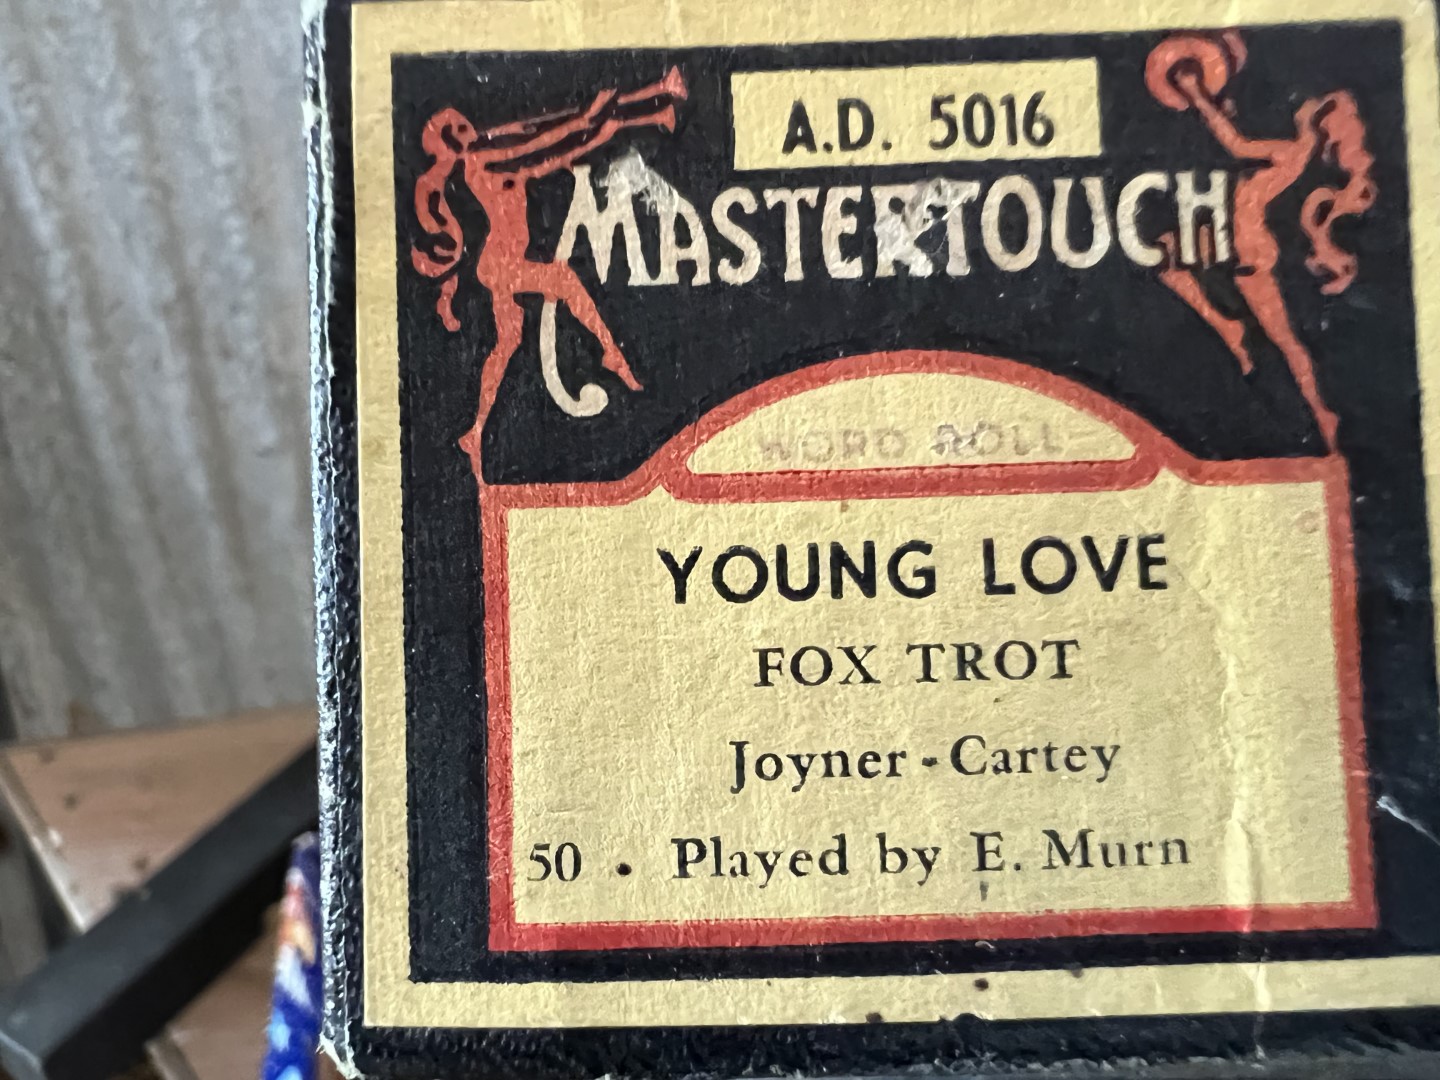 A.D. 5016
MASTERTOUCH
WORD ROLL
YOUNG LOVE
FOX TROT
Joyner - Cartey
50 . Played by E. Murn